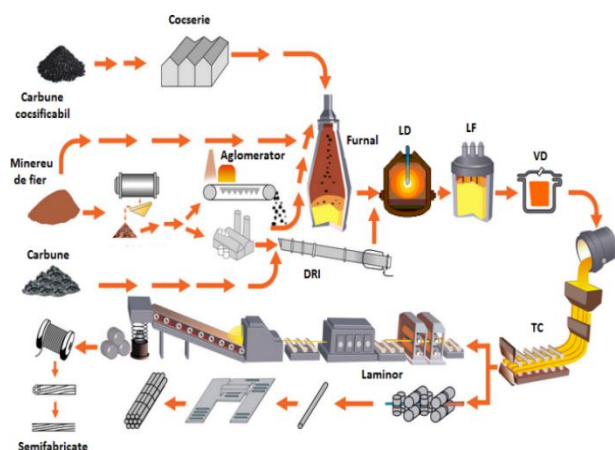 Cocserie
Carbune
cocsificabil
Minereu
de fier
Aglomerator
Furnal
LD
LF
VD
Carbune
DRI
TC
Laminor
Semifabricate